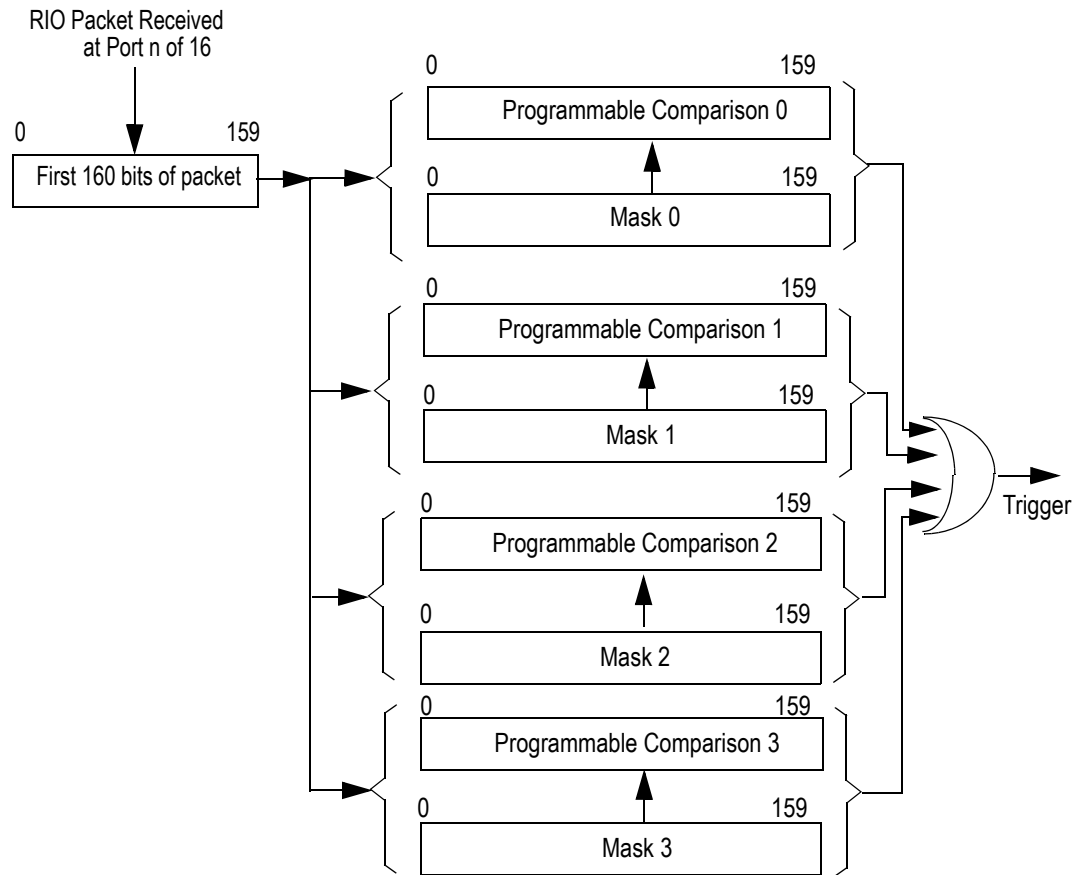 RIO Packet Received
at Port n of 16
0 159
First 160 bits of packet
0 159
Programmable Comparison 0
0 159
Mask 0
0 159
Programmable Comparison 1
0 159
Mask 1
0 159
Programmable Comparison 2
0 159
Mask 2
0 159
Programmable Comparison 3
0 159
Mask 3
Trigger